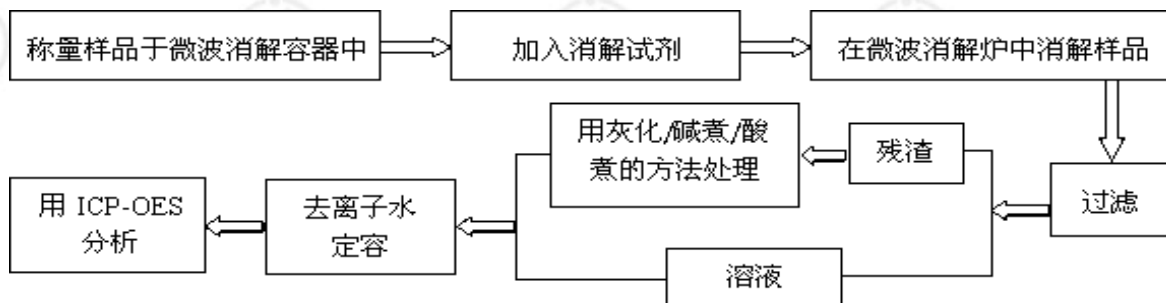 称量样品于微波消解容器中
加入消解试剂
在微波消解炉中消解样品
过滤
残渣
用灰化/碱煮/酸
煮的方法处理
溶液
去离子水
定容
用 ICP-OES
分析